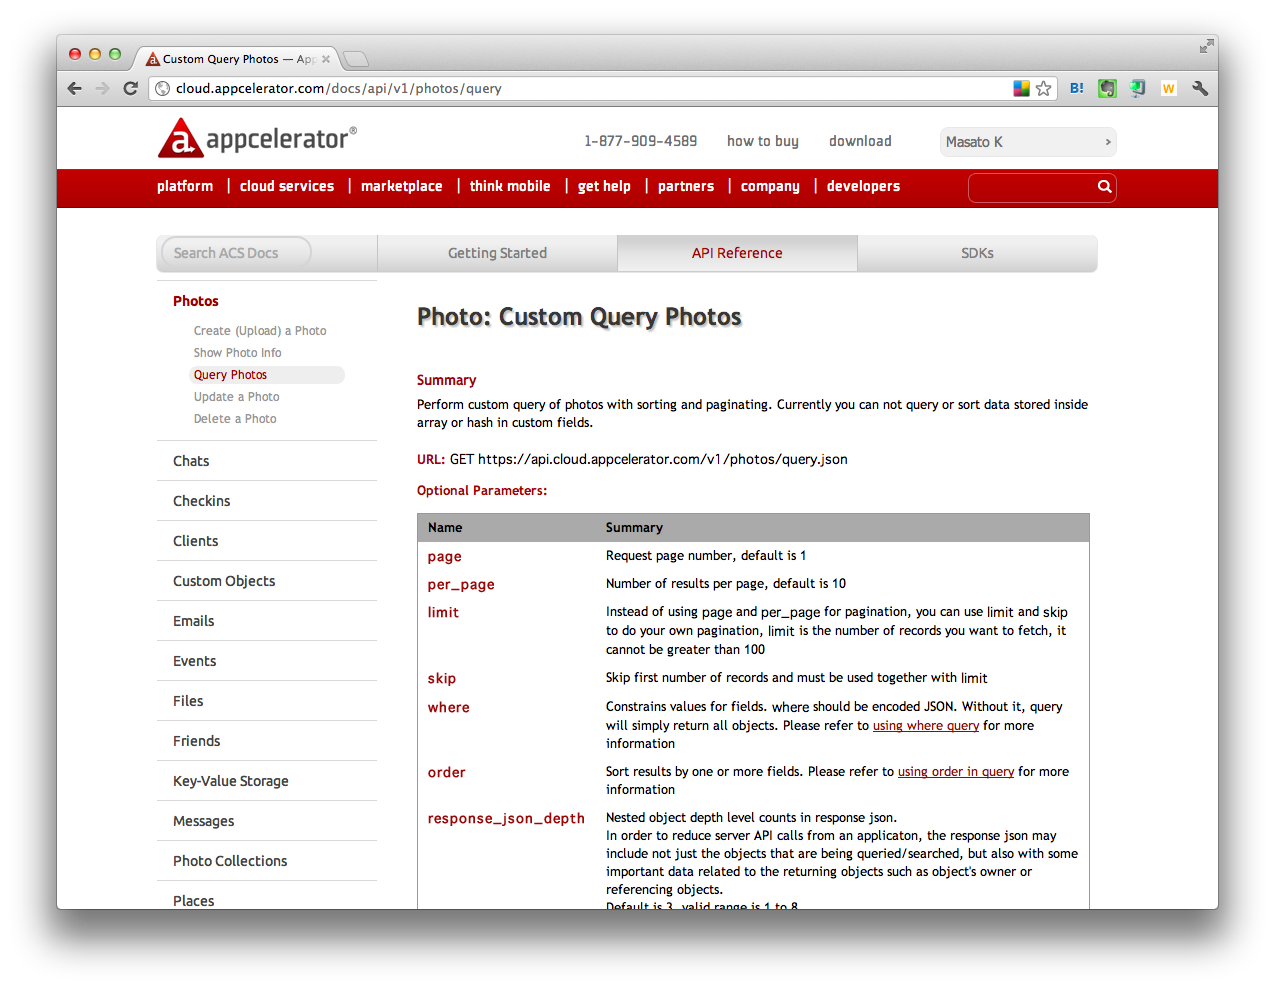 Custom Query Photos — App
cloud.appcelerator.com/docs/api/v1/photos/query
B!
W
a appcelerator®
1-877-909-4589
how to buy
download
Masato K
platform
cloud services
marketplace
think mobile
get help
partners
company
developers
Search ACS Docs
Getting Started
API Reference
SDKs
Photos
Create (Upload) a Photo
Show Photo Info
Query Photos
Update a Photo
Delete a Photo
Chats
Checkins
Clients
Custom Objects
Emails
Events
Files
Friends
Key-Value Storage
Messages
Photo Collections
Places
Photo: Custom Query Photos
Summary
Perform custom query of photos with sorting and paginating. Currently you can not query or sort data stored inside
array or hash in custom fields.
URL: GET https://api.cloud.appcelerator.com/v1/photos/query.json
Optional Parameters:
Name Summary
page Request page number, default is 1
per_page Number of results per page, default is 10
limit Instead of using page and per_page for pagination, you can use limit and skip
to do your own pagination, limit is the number of records you want to fetch, it
cannot be greater than 100
skip Skip first number of records and must be used together with limit
where Constrains values for fields. where should be encoded JSON. Without it, query
will simply return all objects. Please refer to using where query for more
information
order Sort results by one or more fields. Please refer to using order in query for more
information
response_json_depth Nested object depth level counts in response json.
In order to reduce server API calls from an applicaton, the response json may
include not just the objects that are being queried/searched, but also with some
important data related to the returning objects such as object's owner or
referencing objects.
Default is 3, valid range is 1 to 8